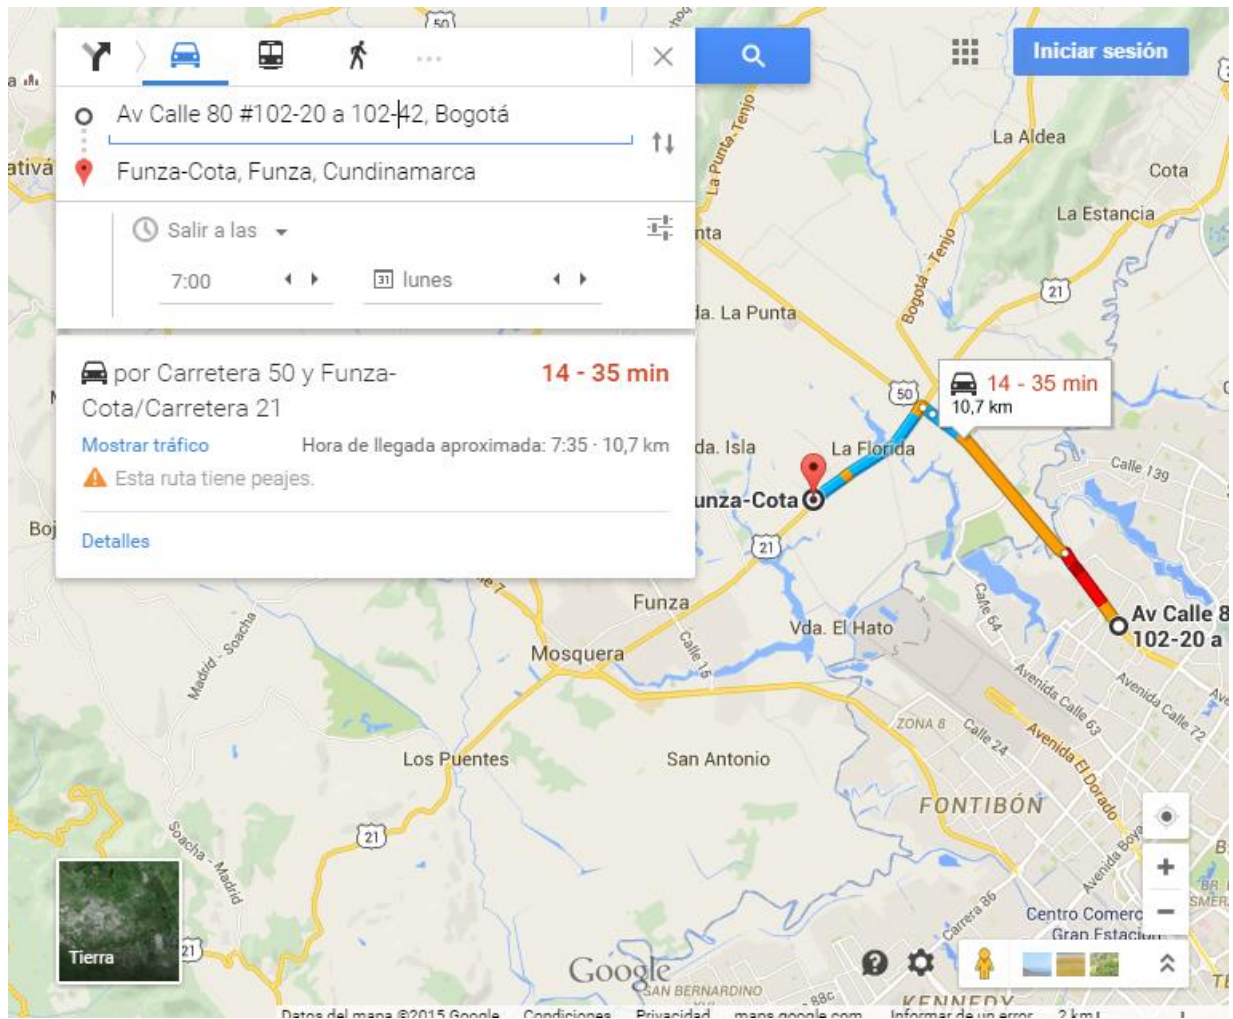 50
Iniciar sesión
Av Calle 80 #102-20 a 102-42, Bogotá
Funza-Cota, Funza, Cundinamarca
Salir a las
7:00
31 lunes
por Carretera 50 y Funza-
Cota/Carretera 21
14 - 35 min
Mostrar tráfico
Hora de llegada aproximada: 7:35 · 10,7 km
Esta ruta tiene peajes.
Detalles
La Punta-Tenjo
La Aldea
Cota
La Estancia
Bogotá - Tenjo
21
da. La Punta
14 - 35 min
10,7 km
50
da. Isla
La Florida
Calle 139
unza-Cota
21
Funza
Calle 64
Vda. El Hato
Av Calle 8
102-20 a
Mosquera
Calle 15
Madrid - Soacha
Avenida Calle 63
Avenida Calle 72
ZONA 8
Calle 24
Avenida El Dorado
Los Puentes
San Antonio
FONTIBÓN
21
Soacha - Madrid
Avenida Boya
Carrera 86
Centro Comerc
Gran Estación
Tierra
21
Google
SAN BERNARDINO
KENNEDY
Datos del mapa ©2015 Google
Condiciones
Privacidad
maps.google.com
Informar de un error
2 km